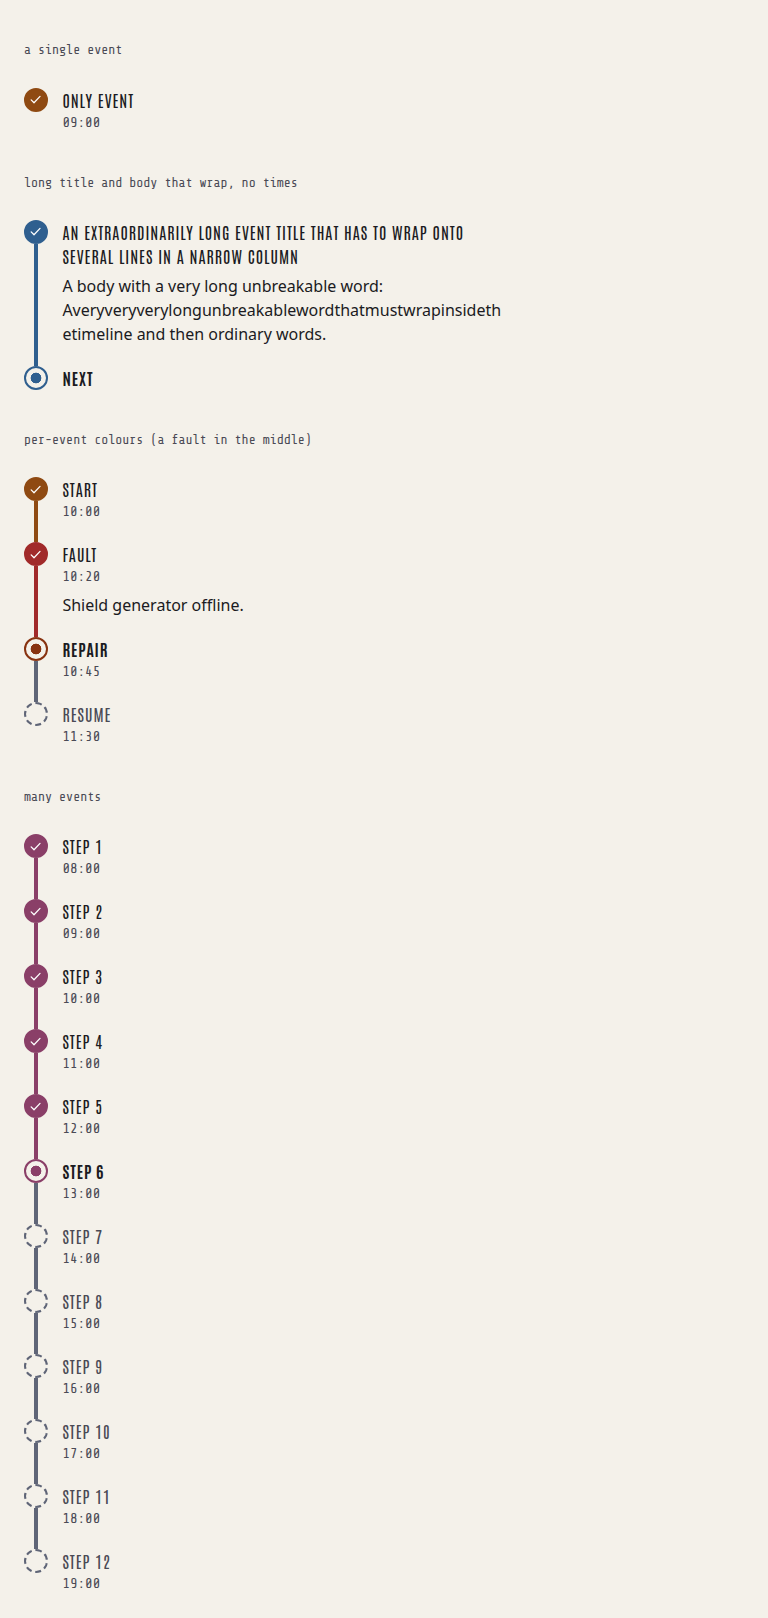 a single event
ONLY EVENT
09:00
long title and body that wrap, no times
AN EXTRAORDINARILY LONG EVENT TITLE THAT HAS TO WRAP ONTO
SEVERAL LINES IN A NARROW COLUMN
A body with a very long unbreakable word:
Averyveryverylongunbreakablewordthatmustwrapinsideth
etimeline and then ordinary words.
NEXT
per-event colours (a fault in the middle)
START
10:00
FAULT
10:20
Shield generator offline.
REPAIR
10:45
RESUME
11:30
many events
STEP 1
08:00
STEP 2
09:00
STEP 3
10:00
STEP 4
11:00
STEP 5
12:00
STEP 6
13:00
STEP 7
14:00
STEP 8
15:00
STEP 9
16:00
STEP 10
17:00
STEP 11
18:00
STEP 12
19:00